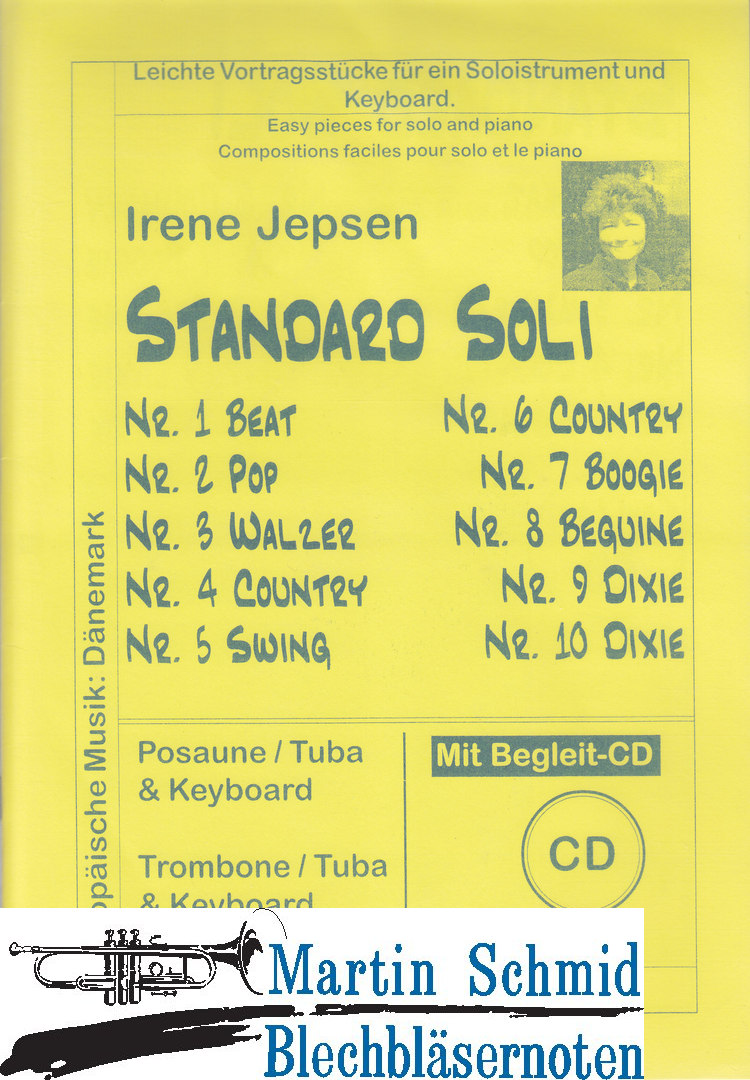 Leichte Vortragsstücke für ein Soloistrument und
Keyboard.
Easy pieces for solo and piano
Compositions faciles pour solo et le piano
Irene Jepsen
STANDARD SOLI
NR. 1 BEAT
NR. 2 POP
NR. 3 WALZER
NR. 4 COUNTRY
NR. 5 SWING
NR. 6 COUNTRY
NR. 7 BOOGIE
NR. 8 BEGUINE
NR. 9 DIXIE
NR. 10 DIXIE
Musik: Dänemark
Posaune / Tuba
& Keyboard
Trombone / Tuba
& Keyboard
Mit Begleit-CD
CD
Martin Schmid
Blechbläsernoten